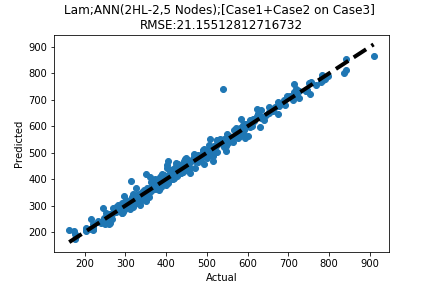 Lam;ANN(2HL-2,5 Nodes);[Case1+Case2 on Case3]
RMSE:21.15512812716732
900
800
700
600
500
400
300
200
Predicted
200 300 400 500 600 700 800 900
Actual